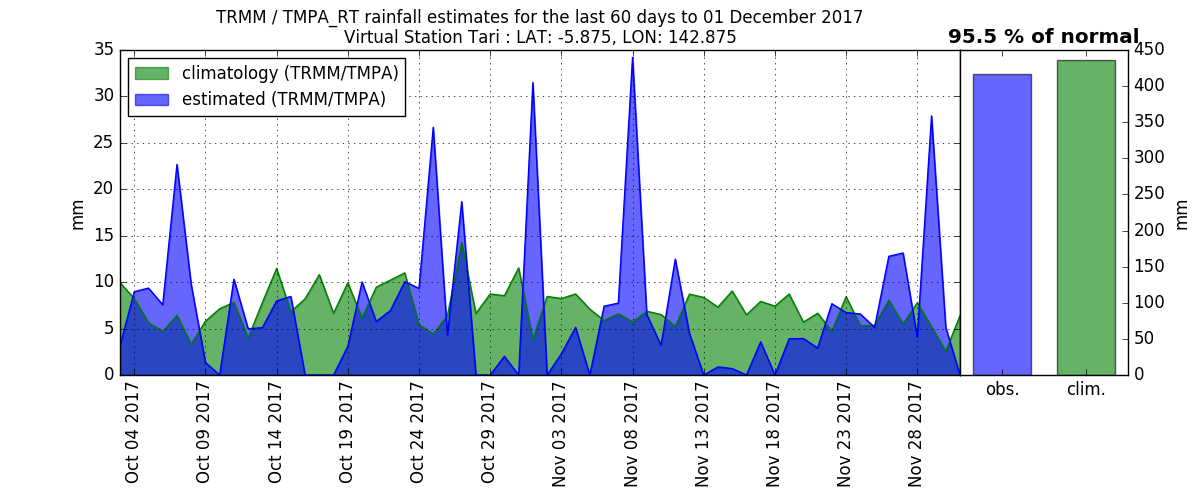 TRMM / TMPA_RT rainfall estimates for the last 60 days to 01 December 2017
Virtual Station Tari : LAT: -5.875, LON: 142.875
95.5 % of normal
climatology (TRMM/TMPA)
estimated (TRMM/TMPA)
35
30
25
20
15
10
5
0
mm
Oct 04 2017
Oct 09 2017
Oct 14 2017
Oct 19 2017
Oct 24 2017
Oct 29 2017
Nov 03 2017
Nov 08 2017
Nov 13 2017
Nov 18 2017
Nov 23 2017
Nov 28 2017
obs.
clim.
450
400
350
300
250
200
150
100
50
0
mm